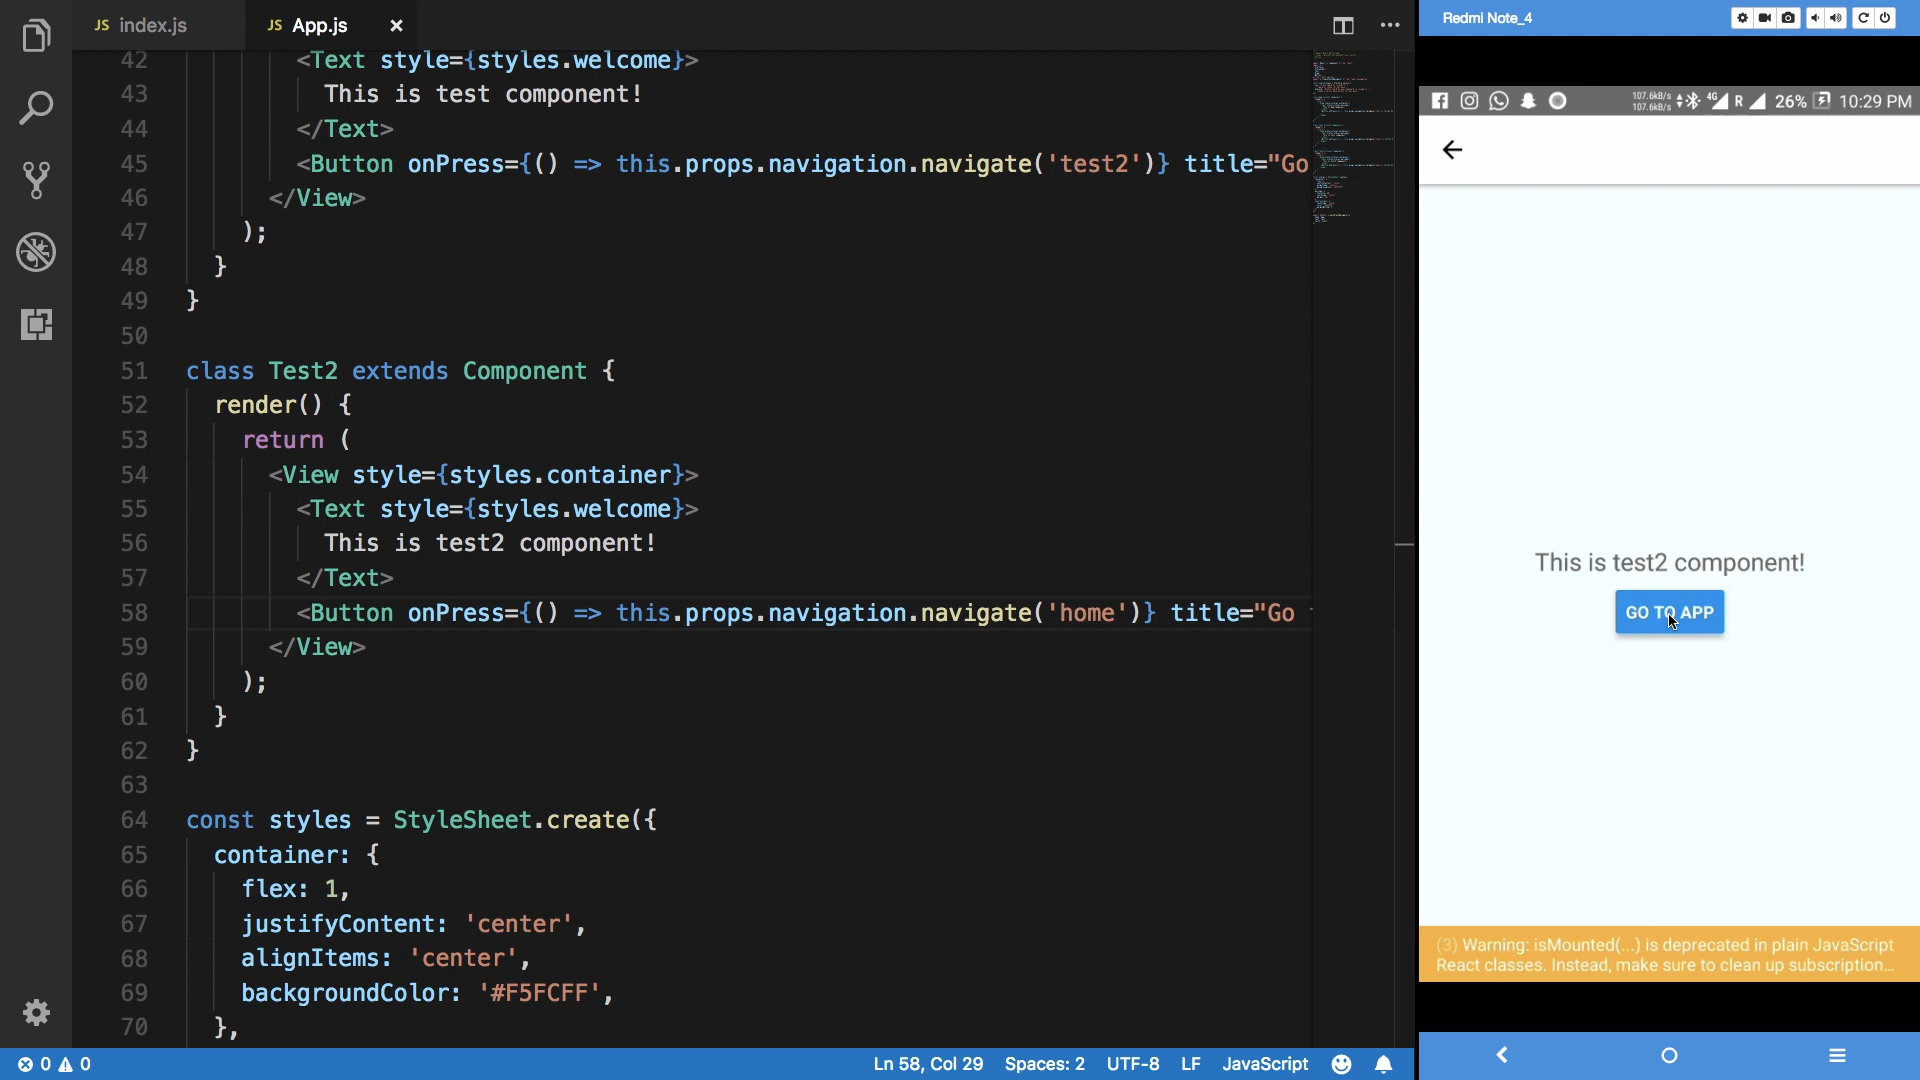 JS index.js JS App.js
42 <Text style={styles.welcome}>
43 This is test component!
44 </Text>
45 <Button onPress={() => this.props.navigation.navigate('test2')} title="Go
46 </View>
47 );
48 }
49 }
50
51 class Test2 extends Component {
52 render() {
53 return (
54 <View style={styles.container}>
55 <Text style={styles.welcome}>
56 This is test2 component!
57 </Text>
58 <Button onPress={() => this.props.navigation.navigate('home')} title="Go
59 </View>
60 );
61 }
62 }
63
64 const styles = StyleSheet.create({
65 container: {
66 flex: 1,
67 justifyContent: 'center',
68 alignItems: 'center',
69 backgroundColor: '#F5FCFF',
70 },
0 0 Ln 58, Col 29 Spaces: 2 UTF-8 LF JavaScript
Redmi Note_4
107.6kB/s
107.6kB/s 4G R 26% 10:29 PM
This is test2 component!
GO TO APP
(3) Warning: isMounted(...) is deprecated in plain JavaScript
React classes. Instead, make sure to clean up subscription...